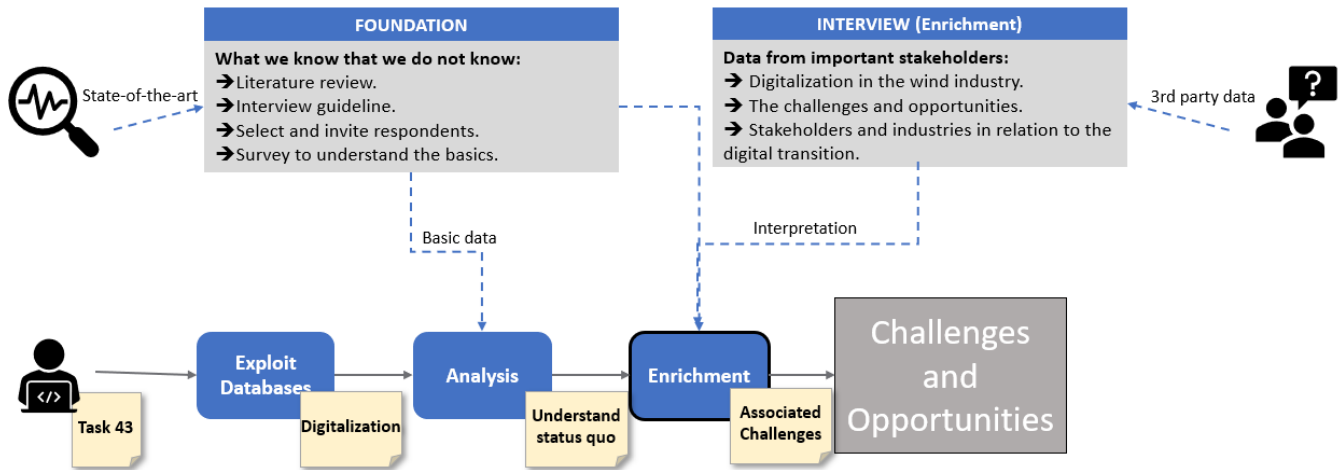 FOUNDATION
What we know that we do not know:
➔Literature review.
➔Interview guideline.
➔Select and invite respondents.
➔Survey to understand the basics.
INTERVIEW (Enrichment)
Data from important stakeholders:
➔ Digitalization in the wind industry.
➔ The challenges and opportunities.
➔ Stakeholders and industries in relation to the
digital transition.
State-of-the-art
3rd party data
?
Basic data
Interpretation
</>
Task 43
Exploit
Databases
Digitalization
Analysis
Understand
status quo
Enrichment
Associated
Challenges
Challenges
and
Opportunities